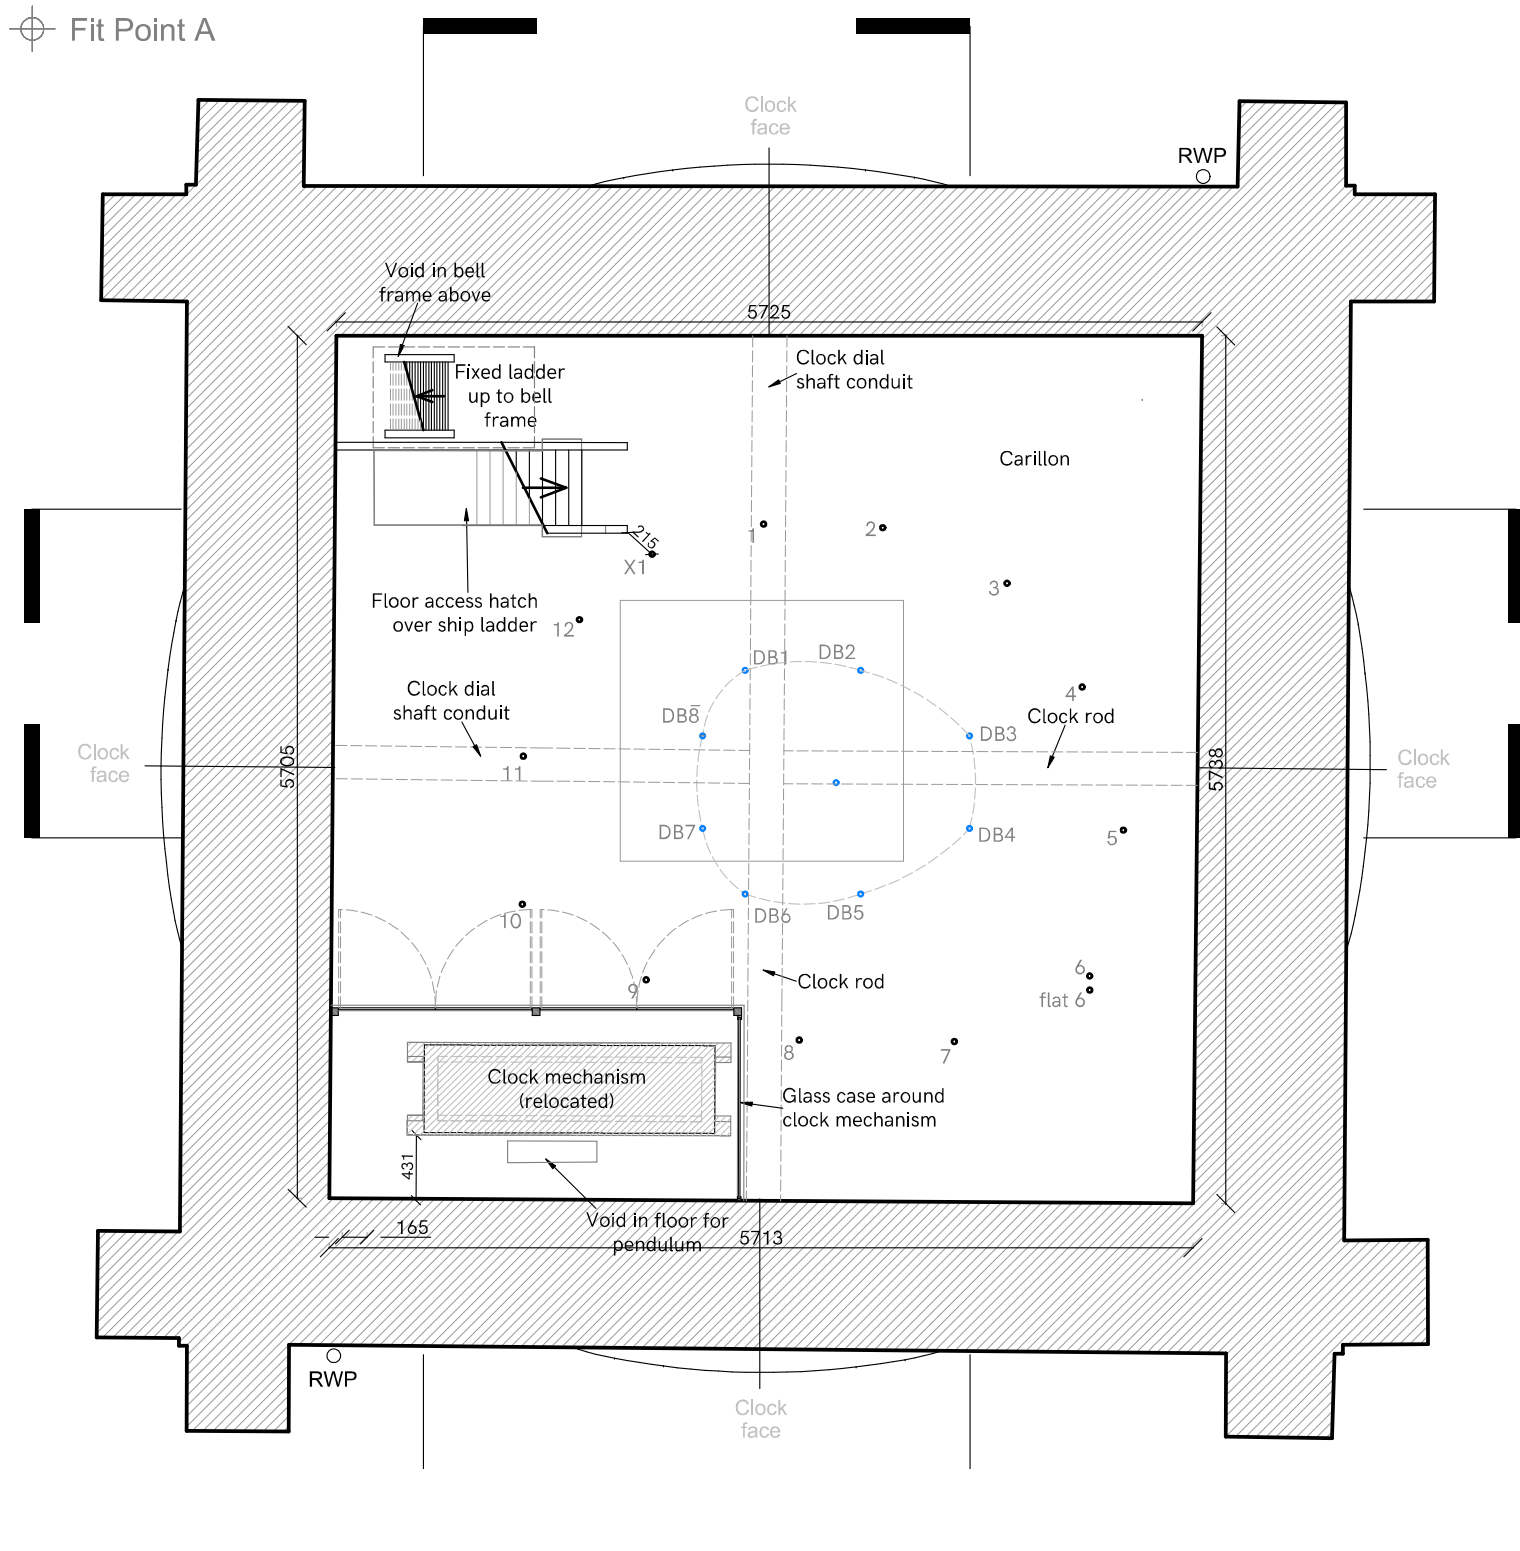 Fit Point A
Clock
face
RWP
Void in bell
frame above
5725
Clock dial
shaft conduit
Fixed ladder
up to bell
frame
Carillon
1
2
215
X1
3
Floor access hatch
over ship ladder
12
DB1
DB2
4
Clock dial
shaft conduit
DB8
Clock rod
DB3
Clock
face
5705
11
5738
Clock
face
DB7
DB4
5
10
DB6
DB5
9
Clock rod
6
flat 6
8
7
Clock mechanism
(relocated)
Glass case around
clock mechanism
431
165
Void in floor for
pendulum
5713
RWP
Clock
face